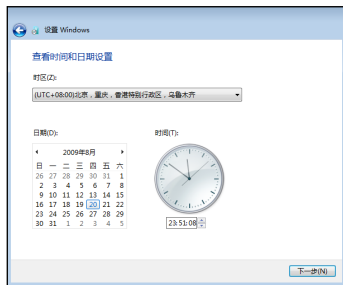 设置 Windows
查看时间和日期设置
时区(Z):
(UTC+08:00)北京，重庆，香港特别行政区，乌鲁木齐
日期(D):
时间(T):
2009年8月
日 一 二 三 四 五 六
26 27 28 29 30 31 1
2 3 4 5 6 7 8
9 10 11 12 13 14 15
16 17 18 19 20 21 22
23 24 25 26 27 28 29
30 31 1 2 3 4 5
23:51:08
下一步(N)